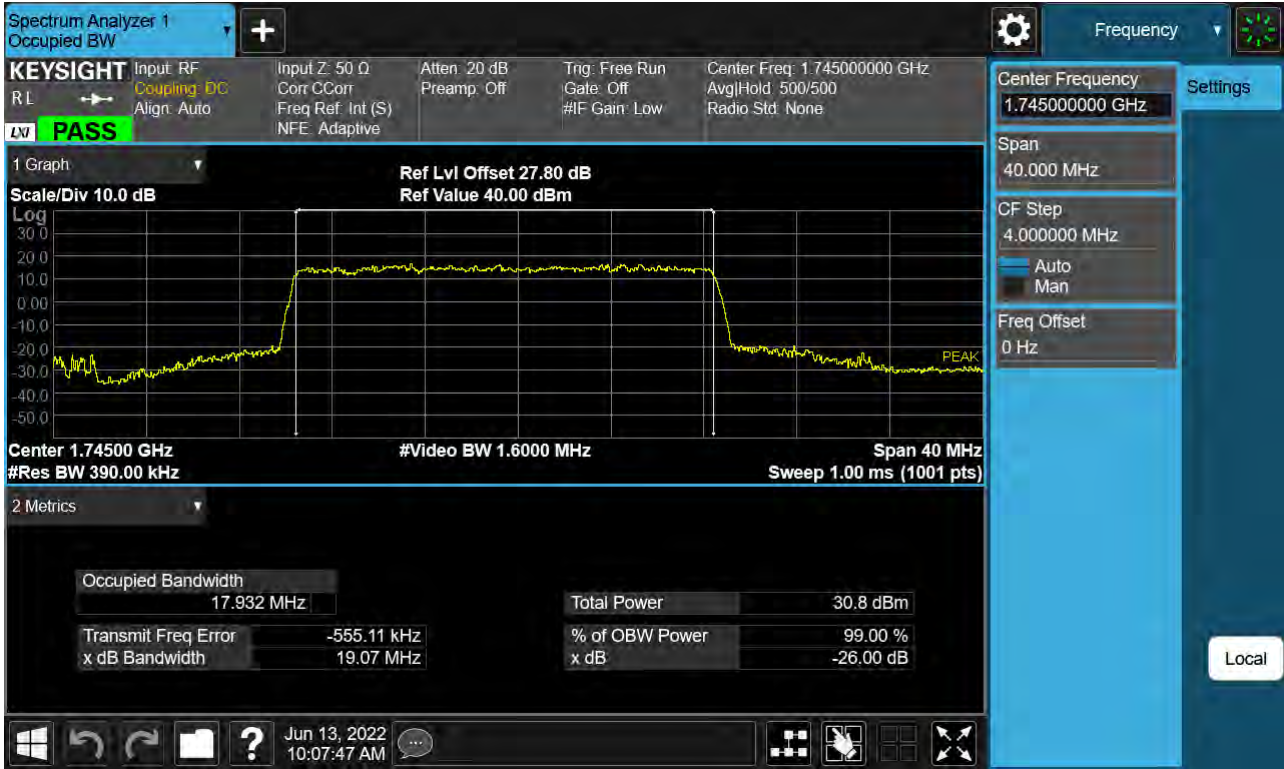 Spectrum Analyzer 1
Occupied BW
Frequency
KEYSIGHT
R L
LXI
PASS
Input: RF
Coupling: DC
Align: Auto
Input Z: 50 Ω
Corr CCorr
Freq Ref: Int (S)
NFE: Adaptive
Atten: 20 dB
Preamp: Off
Trig: Free Run
Gate: Off
#IF Gain: Low
Center Freq: 1.745000000 GHz
Avg|Hold: 500/500
Radio Std: None
Center Frequency
1.745000000 GHz
Settings
Span
40.000 MHz
CF Step
4.000000 MHz
Auto
Man
Freq Offset
0 Hz
1 Graph
Scale/Div 10.0 dB
Ref Lvl Offset 27.80 dB
Ref Value 40.00 dBm
Log
30.0
20.0
10.0
0.00
-10.0
-20.0
-30.0
-40.0
-50.0
PEAK
Center 1.74500 GHz
#Video BW 1.6000 MHz
Span 40 MHz
#Res BW 390.00 kHz
Sweep 1.00 ms (1001 pts)
2 Metrics
Occupied Bandwidth
17.932 MHz
Total Power 30.8 dBm
Transmit Freq Error -555.11 kHz
% of OBW Power 99.00 %
x dB Bandwidth 19.07 MHz
x dB -26.00 dB
Local
?
Jun 13, 2022
10:07:47 AM